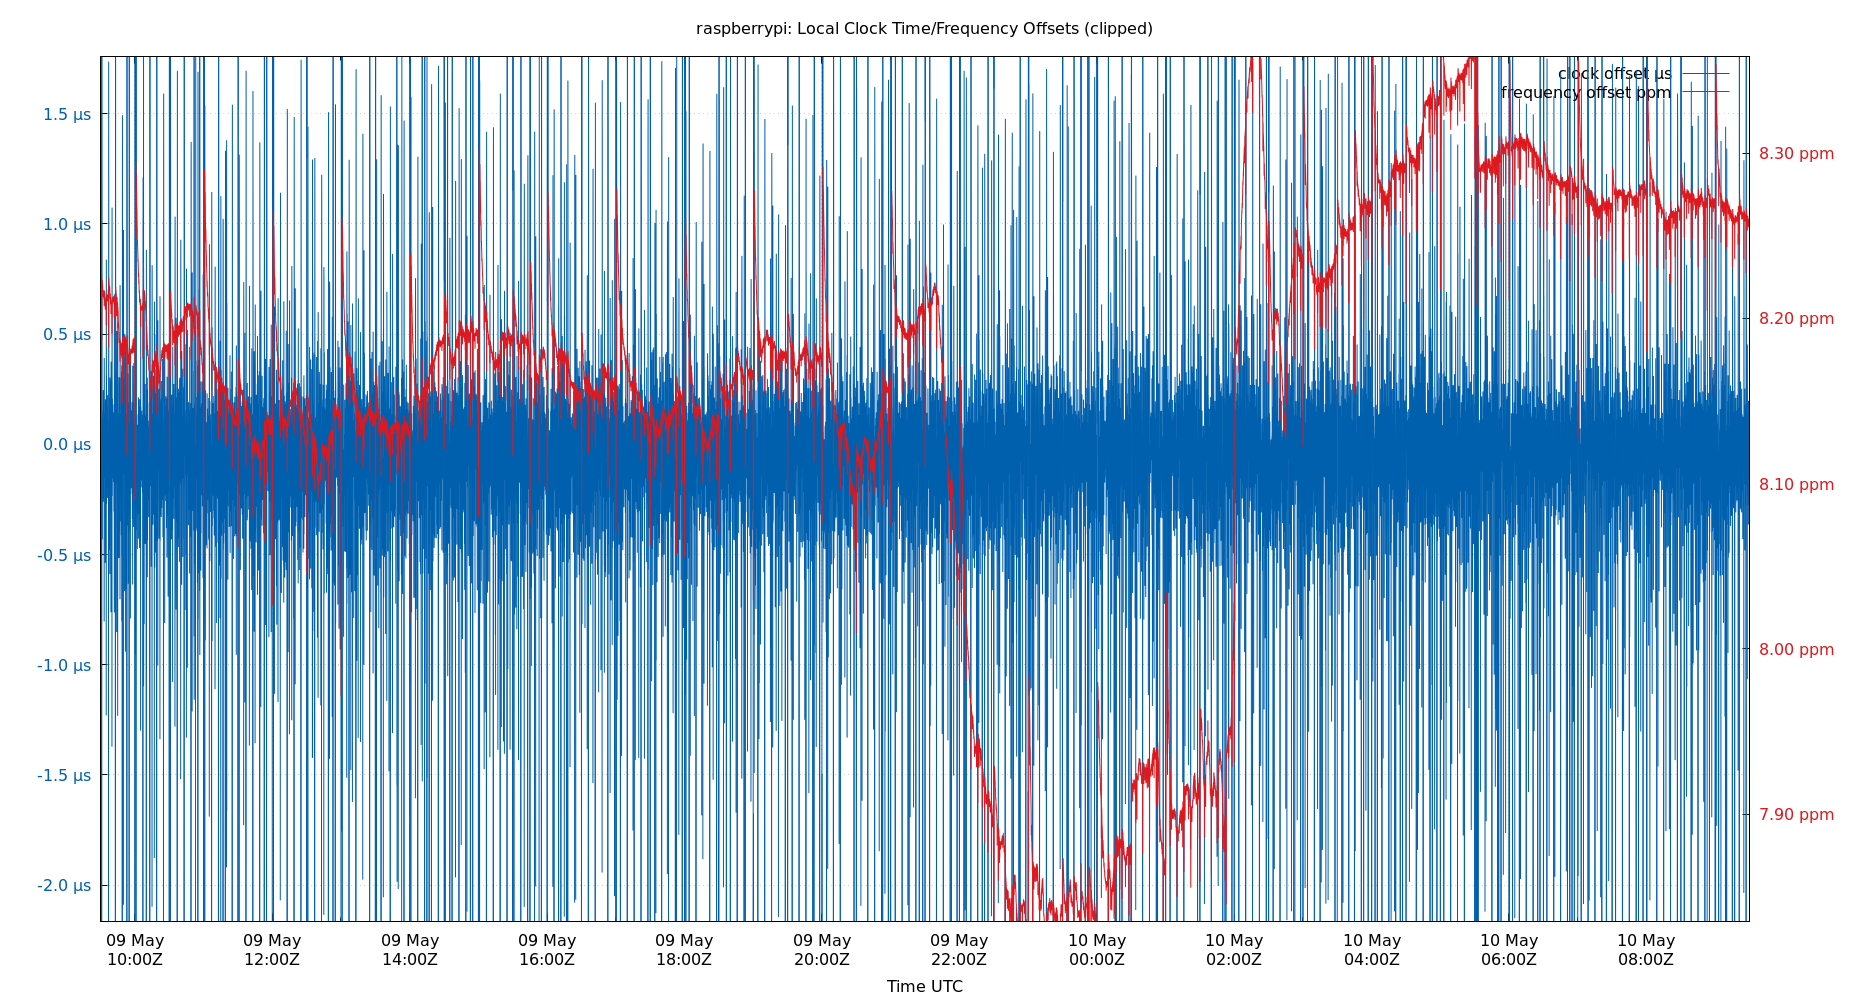 raspberrypi: Local Clock Time/Frequency Offsets (clipped)
clock offset µs
frequency offset ppm
1.5 µs
1.0 µs
0.5 µs
0.0 µs
-0.5 µs
-1.0 µs
-1.5 µs
-2.0 µs
8.30 ppm
8.20 ppm
8.10 ppm
8.00 ppm
7.90 ppm
09 May 09 May 09 May 09 May 09 May 09 May 09 May 10 May 10 May 10 May 10 May 10 May
10:00Z 12:00Z 14:00Z 16:00Z 18:00Z 20:00Z 22:00Z 00:00Z 02:00Z 04:00Z 06:00Z 08:00Z
Time UTC